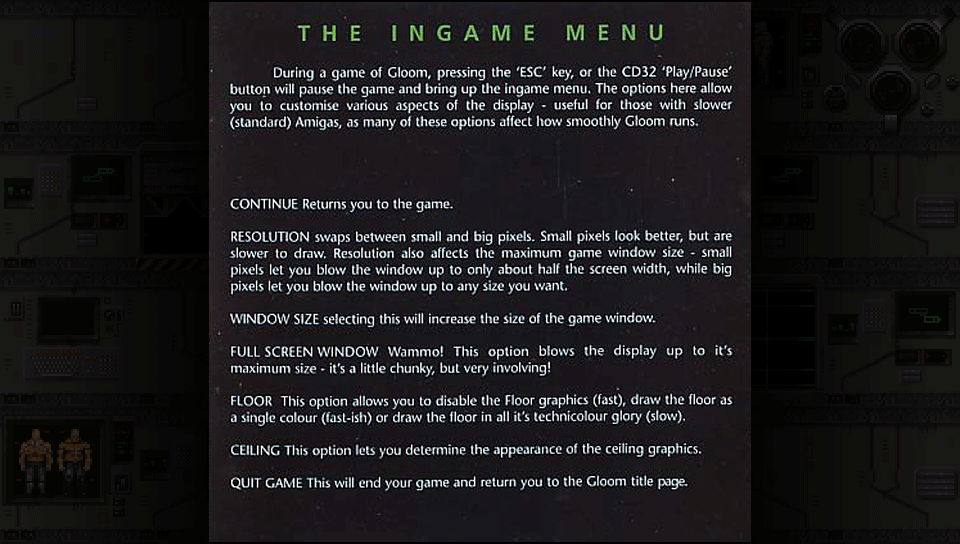 THE INGAME MENU
During a game of Gloom, pressing the 'ESC' key, or the CD32 'Play/Pause'
button will pause the game and bring up the ingame menu. The options here allow
you to customise various aspects of the display - useful for those with slower
(standard) Amigas, as many of these options affect how smoothly Gloom runs.
CONTINUE Returns you to the game.
RESOLUTION swaps between small and big pixels. Small pixels look better, but are
slower to draw. Resolution also affects the maximum game window size - small
pixels let you blow the window up to only about half the screen width, while big
pixels let you blow the window up to any size you want.
WINDOW SIZE selecting this will increase the size of the game window.
FULL SCREEN WINDOW Wammo! This option blows the display up to it's
maximum size - it's a little chunky, but very involving!
FLOOR This option allows you to disable the Floor graphics (fast), draw the floor as
a single colour (fast-ish) or draw the floor in all it's technicolour glory (slow).
CEILING This option lets you determine the appearance of the ceiling graphics.
QUIT GAME This will end your game and return you to the Gloom title page.